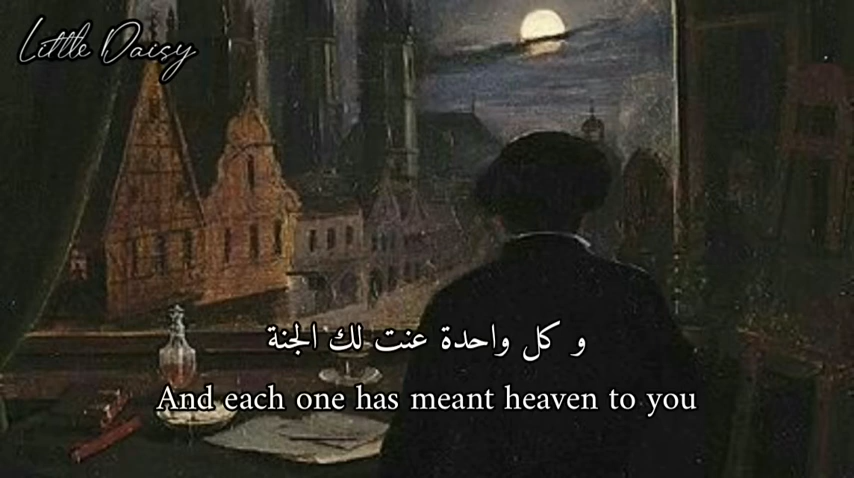 Little Daisy
و كل واحدة عنت لك الجنة
And each one has meant heaven to you